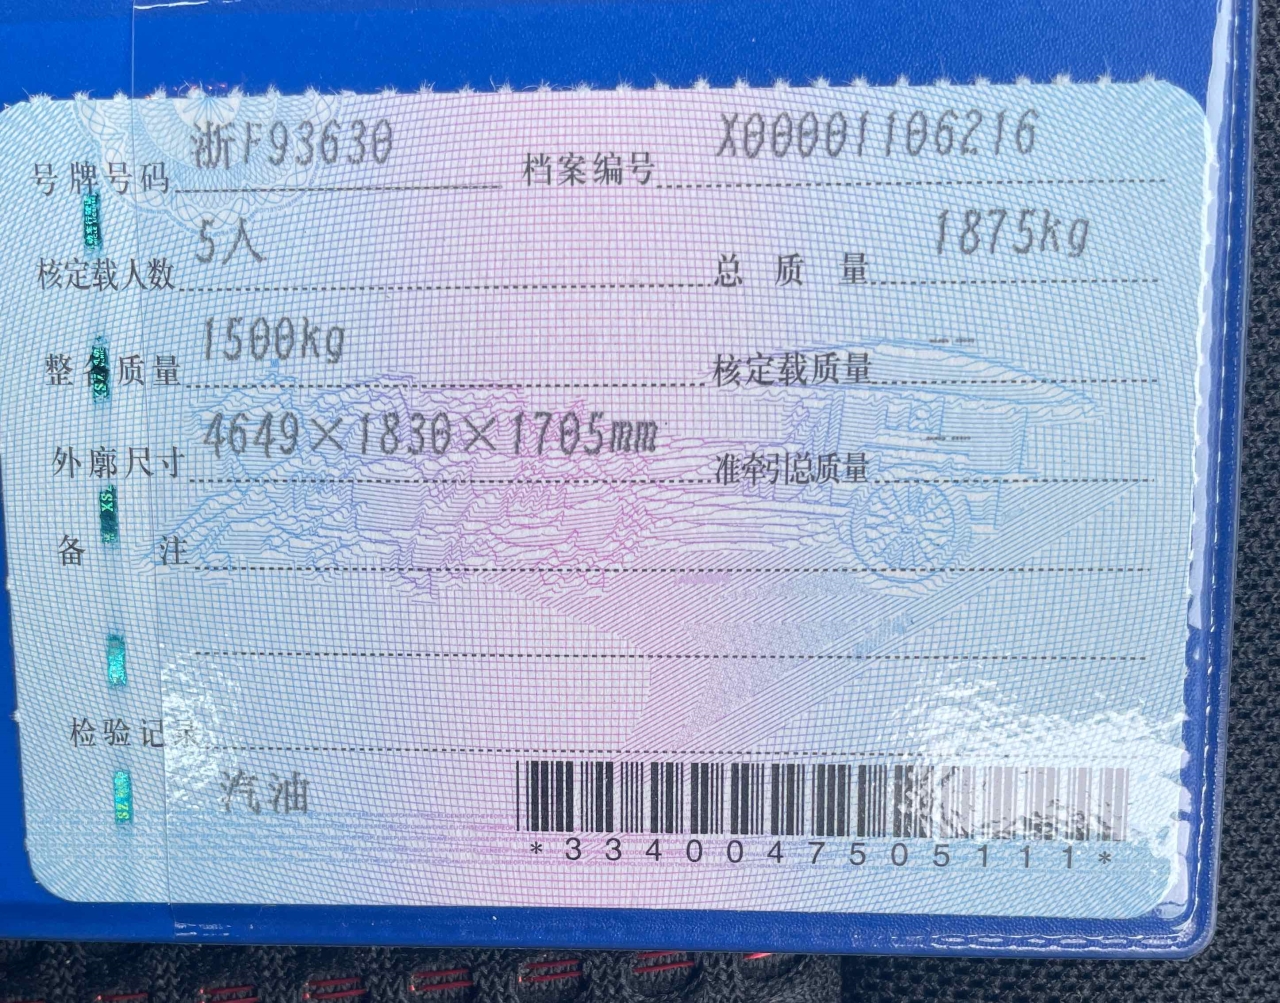 号牌号码 浙F93630 档案编号 X00001106216
核定载人数 5人 总质量 1875kg
整备质量 1500kg 核定载质量 --
外廓尺寸 4649×1830×1705mm 准牵引总质量 --
备注
检验记录
汽油
*3340047505111*